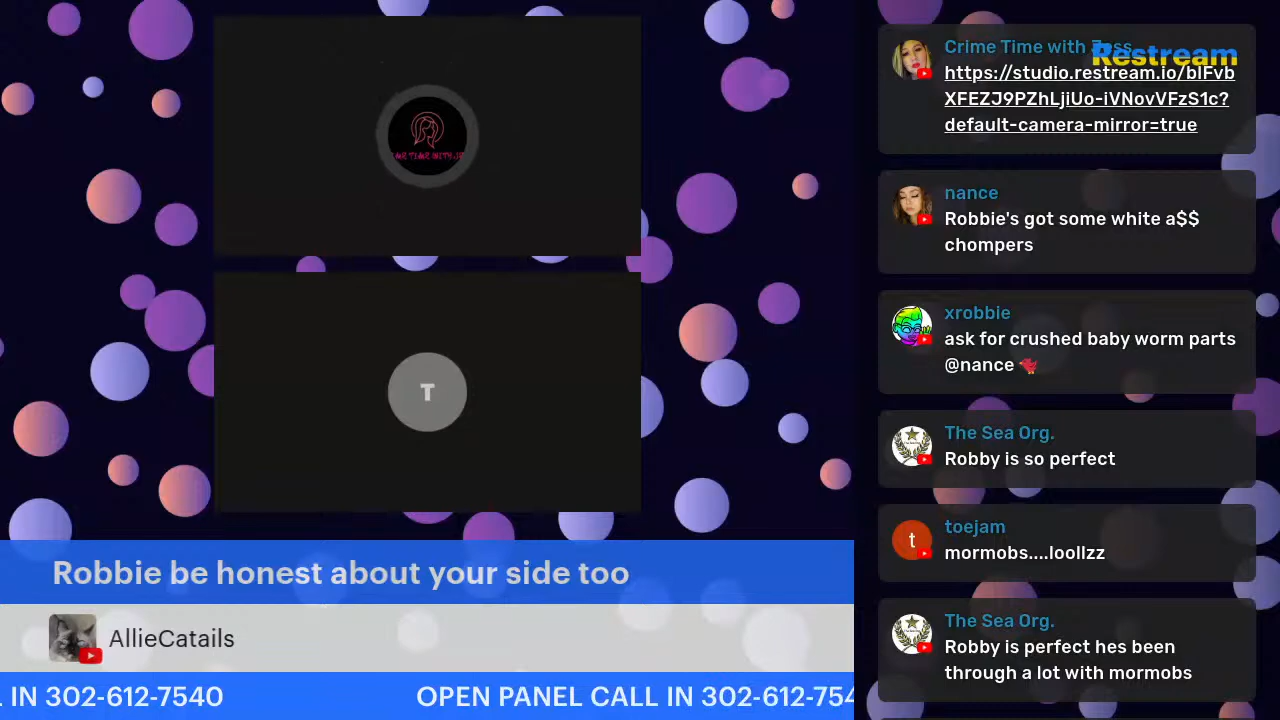 T
Robbie be honest about your side too
AllieCatails
L IN 302-612-7540 OPEN PANEL CALL IN 302-612-754
Crime Time with
Restream
https://studio.restream.io/blFvb
XFEZJ9PZhLjiUo-iVNovVFzS1c?
default-camera-mirror=true
nance
Robbie's got some white a$$
chompers
xrobbie
ask for crushed baby worm parts
@nance
The Sea Org.
Robby is so perfect
t
toejam
mormobs....loollzz
The Sea Org.
Robby is perfect hes been
through a lot with mormobs